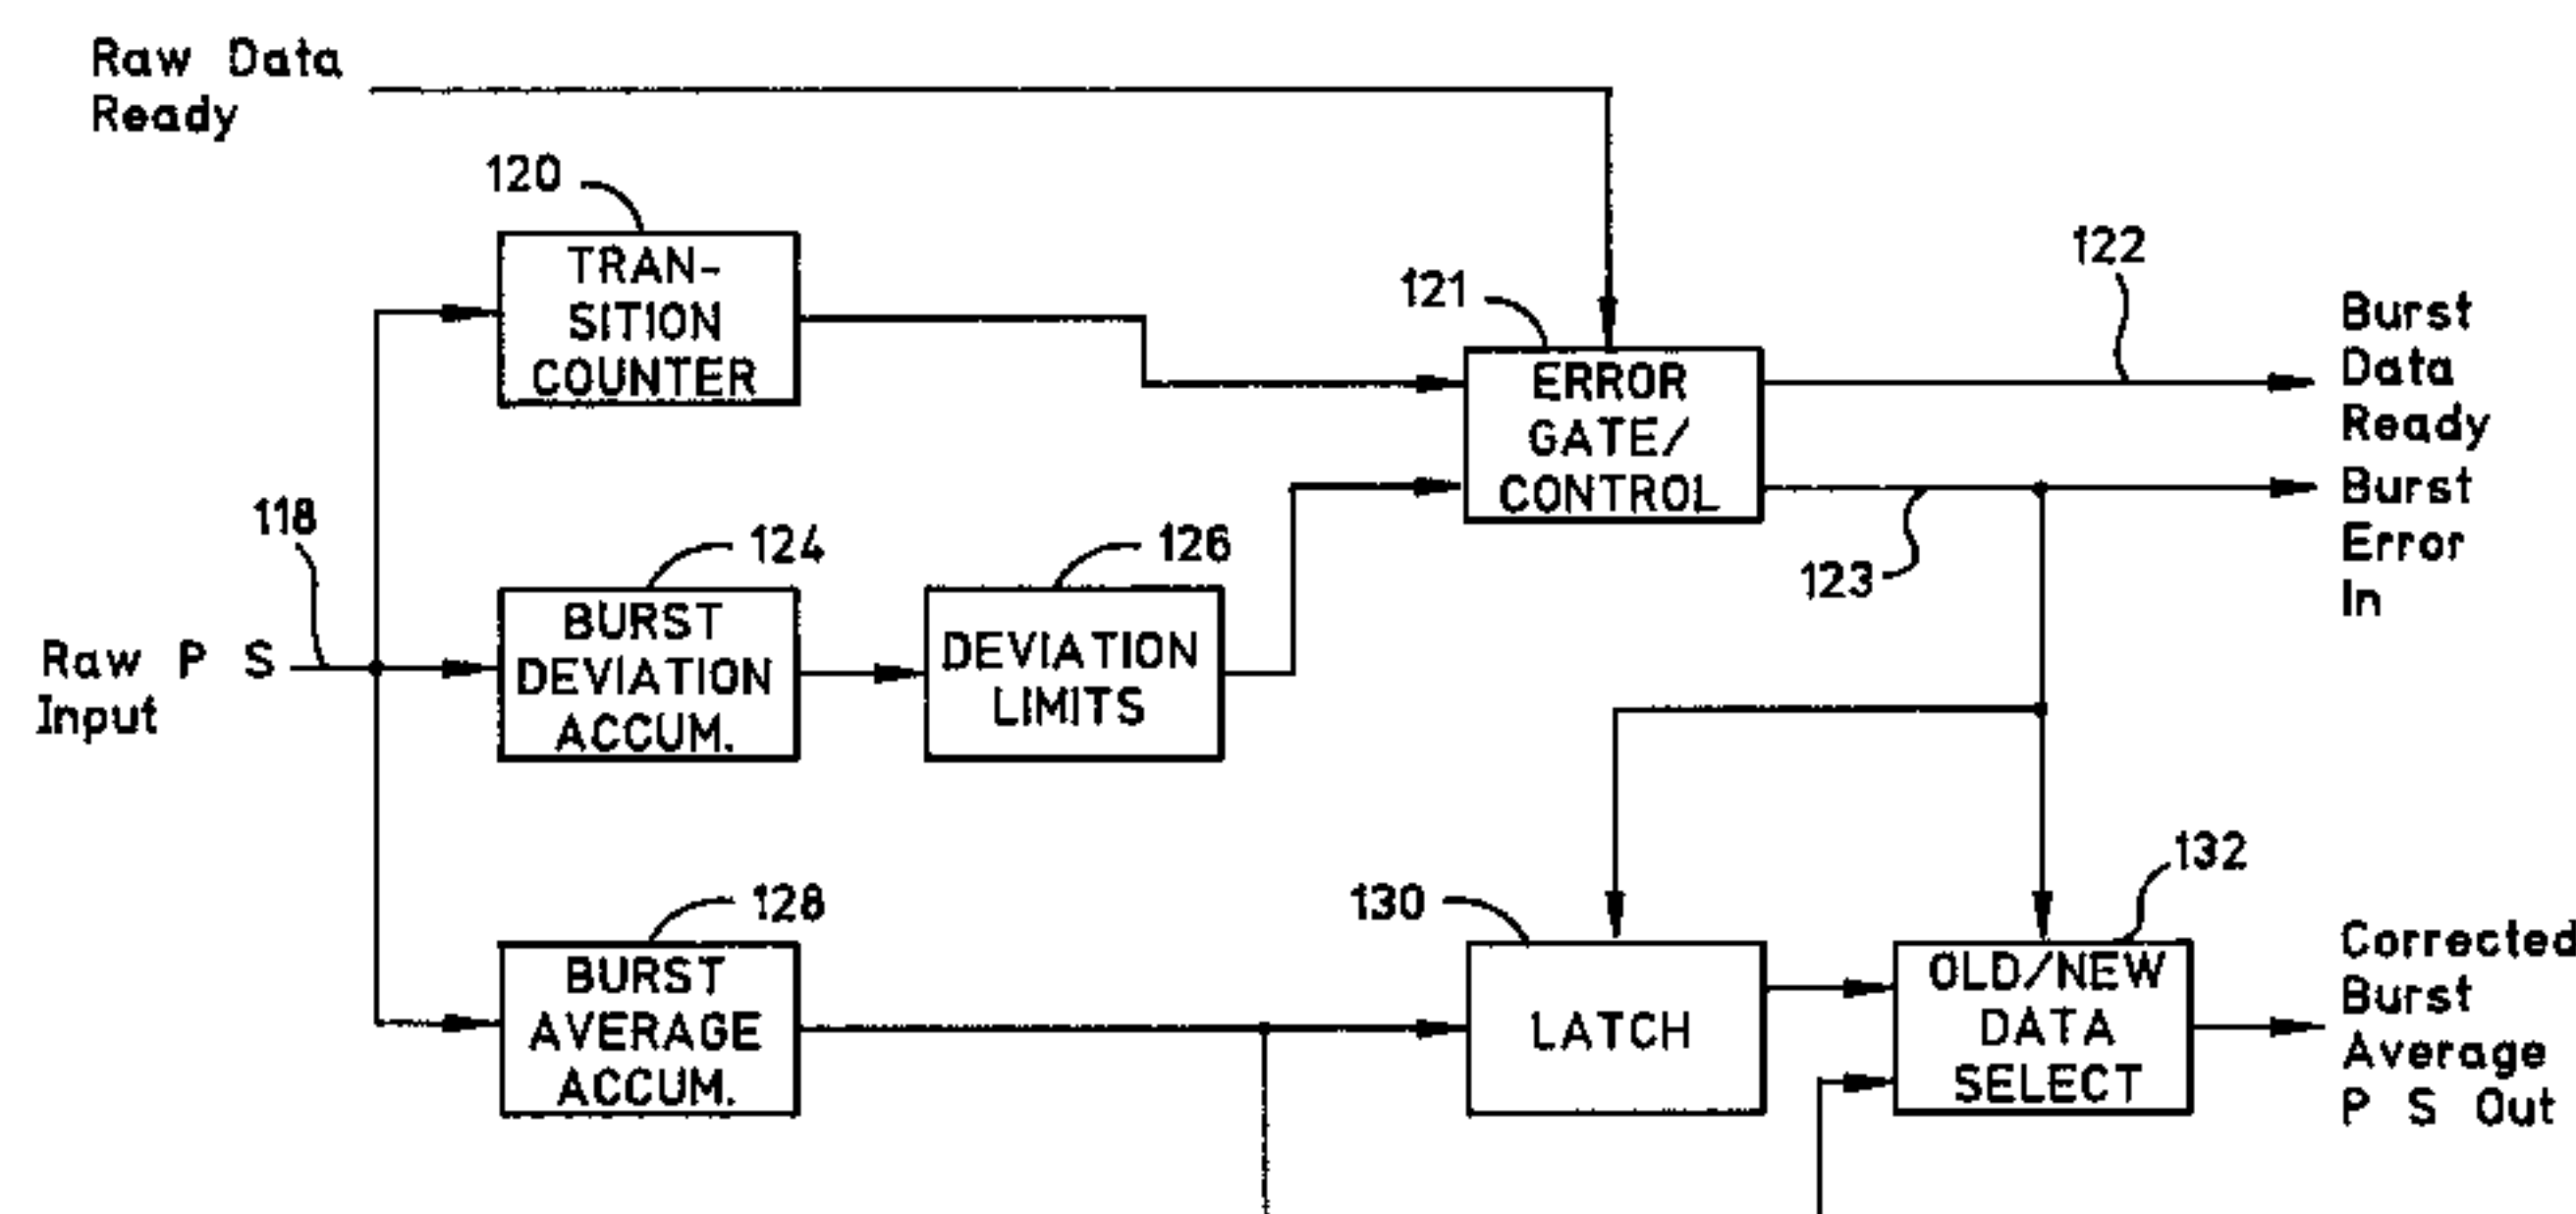 Raw Data
Ready
120
TRAN-
SITION
COUNTER
121
ERROR
GATE/
CONTROL
122
Burst
Data
Ready
Burst
Error
In
123
118
Raw P S
Input
124
BURST
DEVIATION
ACCUM.
126
DEVIATION
LIMITS
128
BURST
AVERAGE
ACCUM.
130
LATCH
132
OLD/NEW
DATA
SELECT
Corrected
Burst
Average
P S Out